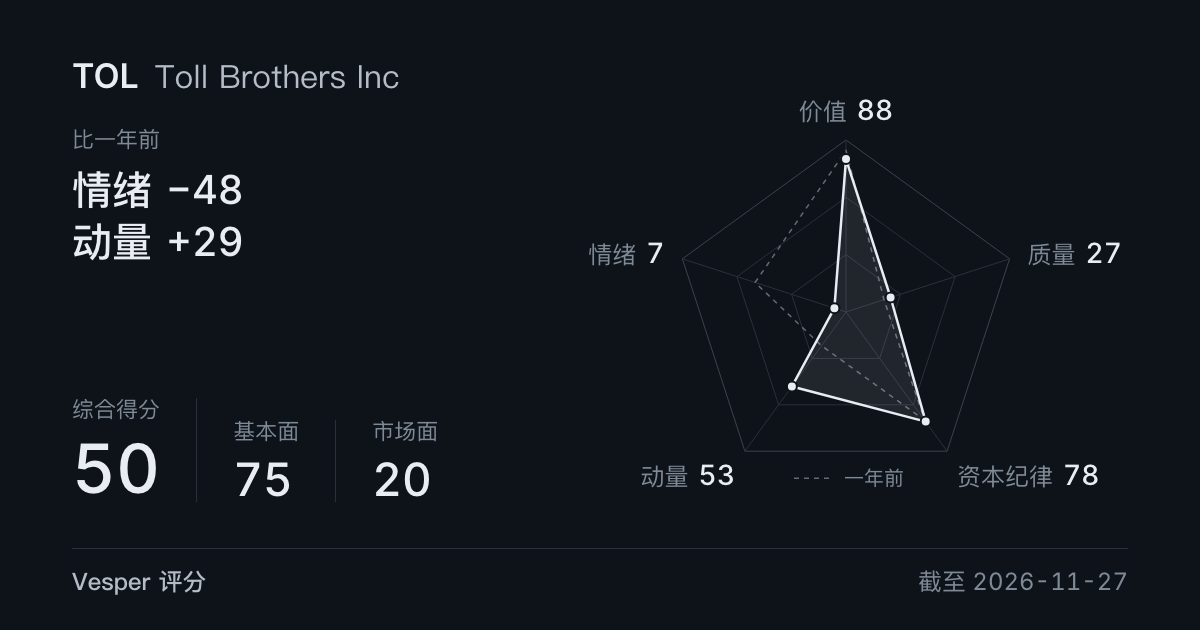 TOL Toll Brothers Inc
比一年前
情绪 −48
动量 +29
综合得分
50
基本面
75
市场面
20
价值 88
情绪 7
质量 27
动量 53
一年前
资本纪律 78
Vesper 评分
截至 2026-11-27